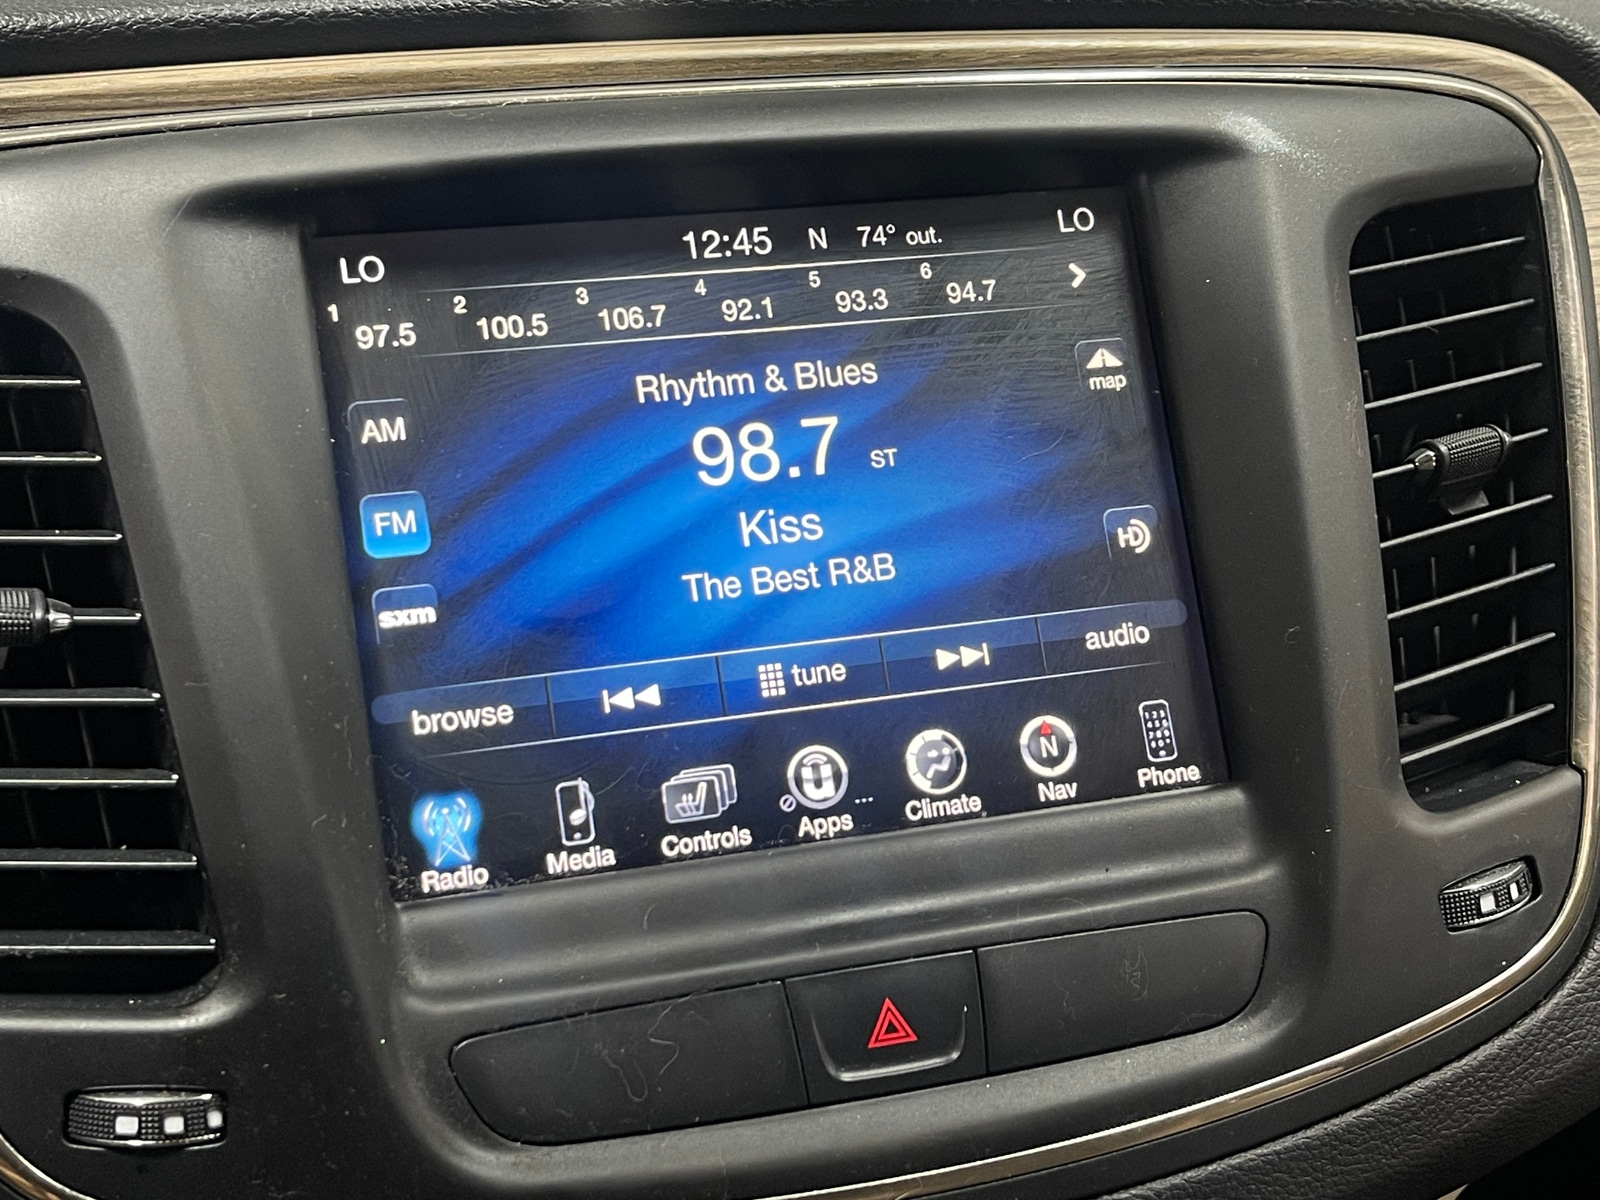 LO 12:45 N 74° out. LO
1 97.5 2 100.5 3 106.7 4 92.1 5 93.3 6 94.7
map
Rhythm & Blues
AM
98.7 ST
FM
Kiss
HD
The Best R&B
sxm
browse tune audio
Radio Media Controls Apps Climate N Nav Phone